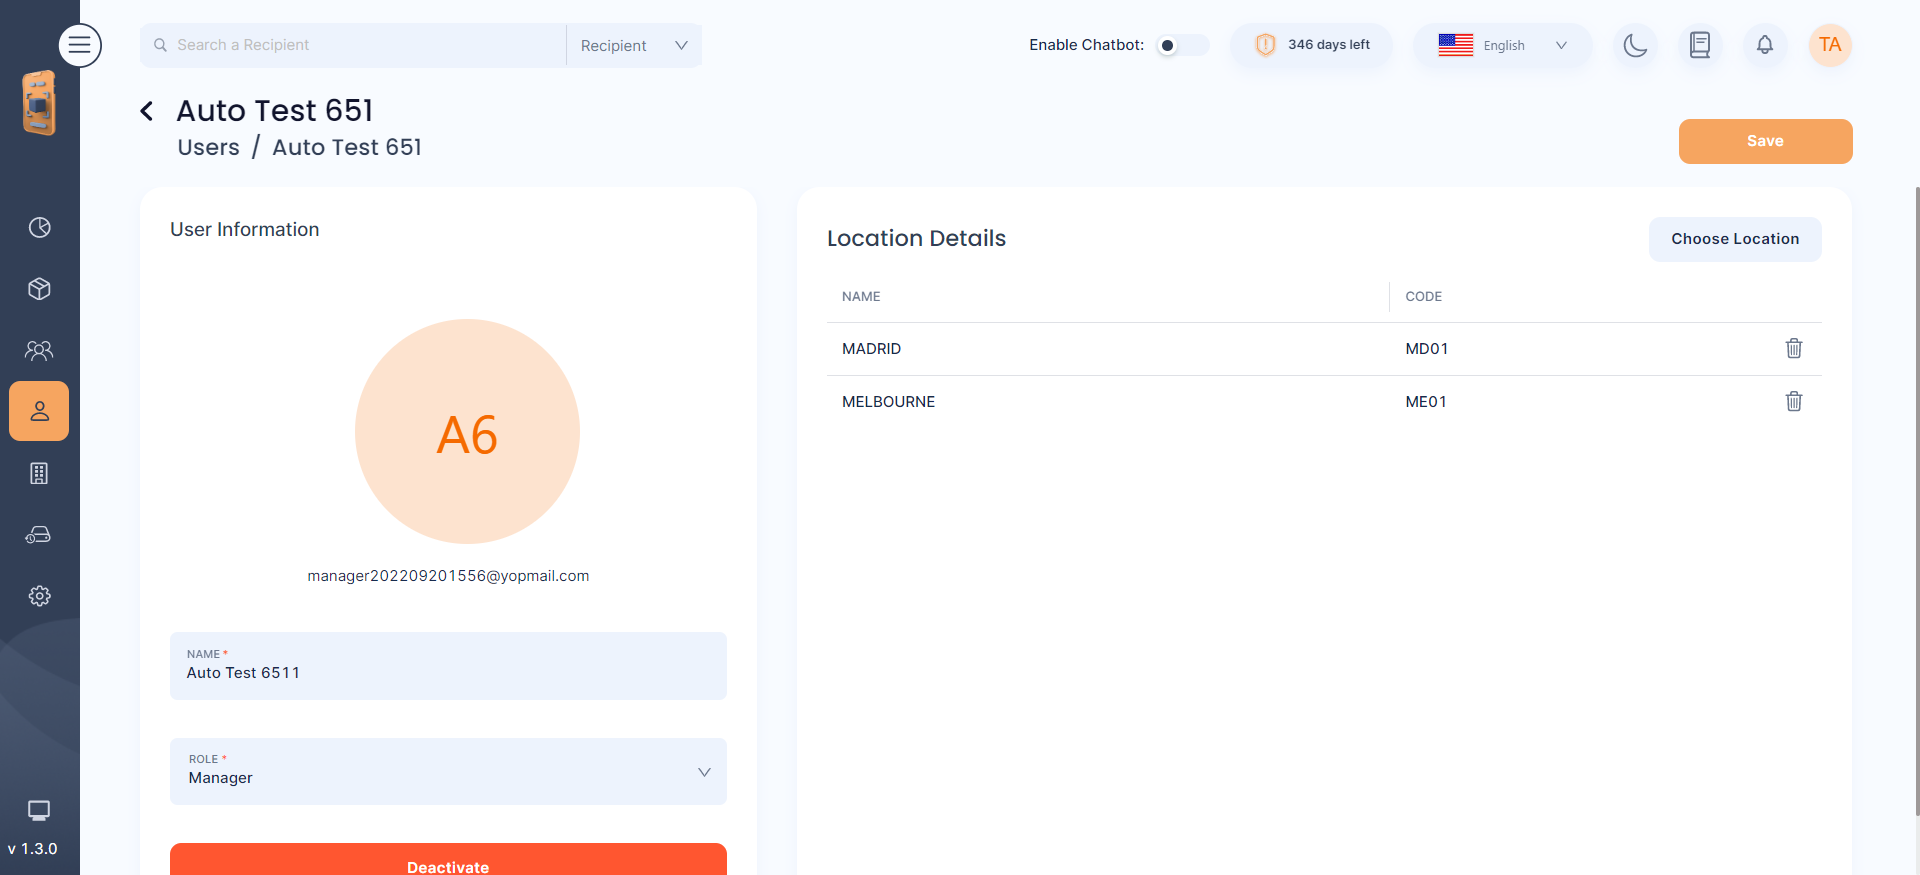 Search a Recipient
Recipient
Enable Chatbot:
346 days left
English
TA
Auto Test 651
Users / Auto Test 651
Save
User Information
A6
manager202209201556@yopmail.com
NAME *
Auto Test 6511
ROLE *
Manager
Deactivate
Location Details
Choose Location
NAME CODE
MADRID MD01
MELBOURNE ME01
v 1.3.0